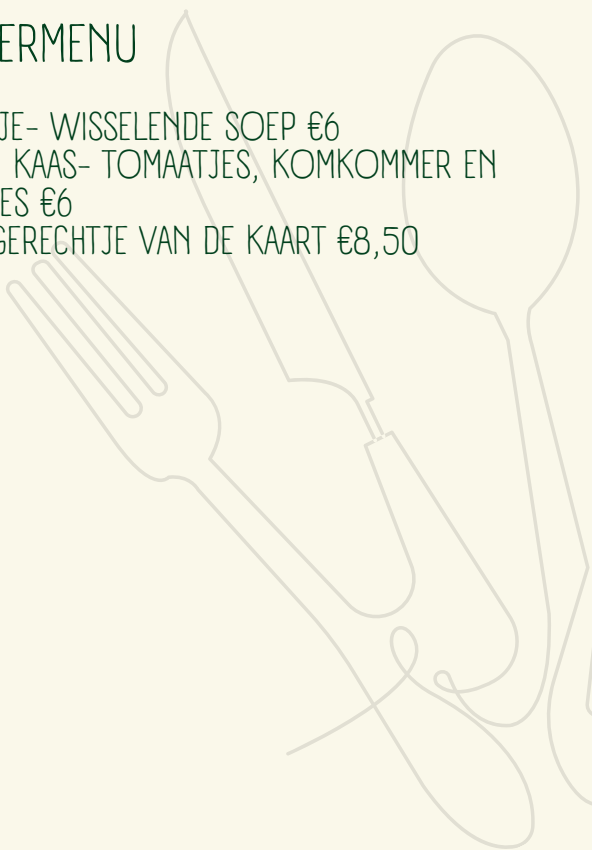 ERMENU
JE- WISSELENDE SOEP €6
KAAS- TOMAATJES, KOMKOMMER EN
ES €6
GERECHTJE VAN DE KAART €8,50